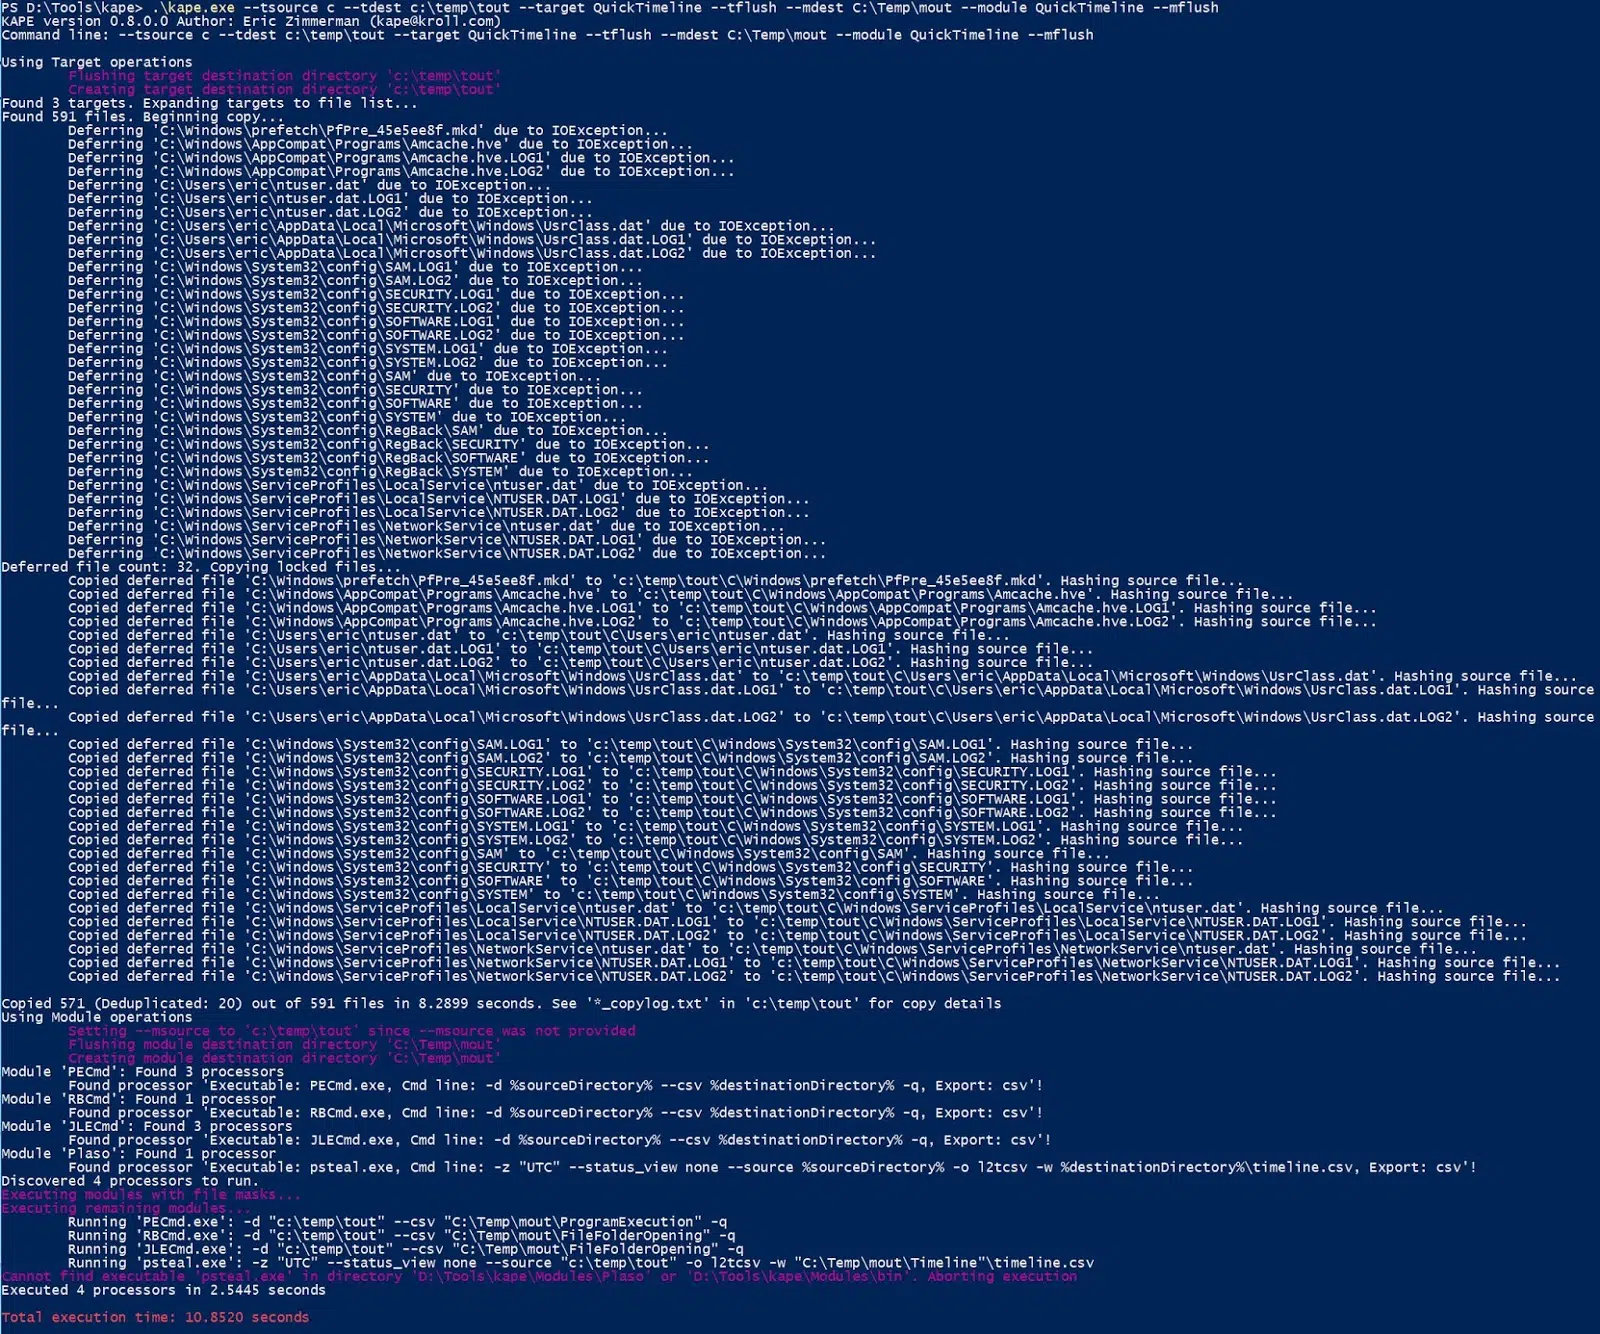 PS D:\Tools\kape> .\kape.exe --tsource c --tdest c:\temp\tout --target QuickTimeline --tflush --mdest C:\Temp\mout --module QuickTimeline --mflush
KAPE version 0.8.0.0 Author: Eric Zimmerman (kape@kroll.com)
Command line: --tsource c --tdest c:\temp\tout --target QuickTimeline --tflush --mdest C:\Temp\mout --module QuickTimeline --mflush
Using Target operations
Flushing target destination directory 'c:\temp\tout'
Creating target destination directory 'c:\temp\tout'
Found 3 targets. Expanding targets to file list...
Found 591 files. Beginning copy...
Deferring 'C:\Windows\prefetch\PfPre_45e5ee8f.mkd' due to IOException...
Deferring 'C:\Windows\AppCompat\Programs\Amcache.hve' due to IOException...
Deferring 'C:\Windows\AppCompat\Programs\Amcache.hve.LOG1' due to IOException...
Deferring 'C:\Windows\AppCompat\Programs\Amcache.hve.LOG2' due to IOException...
Deferring 'C:\Users\eric\ntuser.dat' due to IOException...
Deferring 'C:\Users\eric\ntuser.dat.LOG1' due to IOException...
Deferring 'C:\Users\eric\ntuser.dat.LOG2' due to IOException...
Deferring 'C:\Users\eric\AppData\Local\Microsoft\Windows\UsrClass.dat' due to IOException...
Deferring 'C:\Users\eric\AppData\Local\Microsoft\Windows\UsrClass.dat.LOG1' due to IOException...
Deferring 'C:\Users\eric\AppData\Local\Microsoft\Windows\UsrClass.dat.LOG2' due to IOException...
Deferring 'C:\Windows\System32\config\SAM.LOG1' due to IOException...
Deferring 'C:\Windows\System32\config\SAM.LOG2' due to IOException...
Deferring 'C:\Windows\System32\config\SECURITY.LOG1' due to IOException...
Deferring 'C:\Windows\System32\config\SECURITY.LOG2' due to IOException...
Deferring 'C:\Windows\System32\config\SOFTWARE.LOG1' due to IOException...
Deferring 'C:\Windows\System32\config\SOFTWARE.LOG2' due to IOException...
Deferring 'C:\Windows\System32\config\SYSTEM.LOG1' due to IOException...
Deferring 'C:\Windows\System32\config\SYSTEM.LOG2' due to IOException...
Deferring 'C:\Windows\System32\config\SAM' due to IOException...
Deferring 'C:\Windows\System32\config\SECURITY' due to IOException...
Deferring 'C:\Windows\System32\config\SOFTWARE' due to IOException...
Deferring 'C:\Windows\System32\config\SYSTEM' due to IOException...
Deferring 'C:\Windows\System32\config\RegBack\SAM' due to IOException...
Deferring 'C:\Windows\System32\config\RegBack\SECURITY' due to IOException...
Deferring 'C:\Windows\System32\config\RegBack\SOFTWARE' due to IOException...
Deferring 'C:\Windows\System32\config\RegBack\SYSTEM' due to IOException...
Deferring 'C:\Windows\ServiceProfiles\LocalService\ntuser.dat' due to IOException...
Deferring 'C:\Windows\ServiceProfiles\LocalService\NTUSER.DAT.LOG1' due to IOException...
Deferring 'C:\Windows\ServiceProfiles\LocalService\NTUSER.DAT.LOG2' due to IOException...
Deferring 'C:\Windows\ServiceProfiles\NetworkService\ntuser.dat' due to IOException...
Deferring 'C:\Windows\ServiceProfiles\NetworkService\NTUSER.DAT.LOG1' due to IOException...
Deferring 'C:\Windows\ServiceProfiles\NetworkService\NTUSER.DAT.LOG2' due to IOException...
Deferred file count: 32. Copying locked files...
Copied deferred file 'C:\Windows\prefetch\PfPre_45e5ee8f.mkd' to 'c:\temp\tout\C\Windows\prefetch\PfPre_45e5ee8f.mkd'. Hashing source file...
Copied deferred file 'C:\Windows\AppCompat\Programs\Amcache.hve' to 'c:\temp\tout\C\Windows\AppCompat\Programs\Amcache.hve'. Hashing source file...
Copied deferred file 'C:\Windows\AppCompat\Programs\Amcache.hve.LOG1' to 'c:\temp\tout\C\Windows\AppCompat\Programs\Amcache.hve.LOG1'. Hashing source file...
Copied deferred file 'C:\Windows\AppCompat\Programs\Amcache.hve.LOG2' to 'c:\temp\tout\C\Windows\AppCompat\Programs\Amcache.hve.LOG2'. Hashing source file...
Copied deferred file 'C:\Users\eric\ntuser.dat' to 'c:\temp\tout\C\Users\eric\ntuser.dat'. Hashing source file...
Copied deferred file 'C:\Users\eric\ntuser.dat.LOG1' to 'c:\temp\tout\C\Users\eric\ntuser.dat.LOG1'. Hashing source file...
Copied deferred file 'C:\Users\eric\ntuser.dat.LOG2' to 'c:\temp\tout\C\Users\eric\ntuser.dat.LOG2'. Hashing source file...
Copied deferred file 'C:\Users\eric\AppData\Local\Microsoft\Windows\UsrClass.dat' to 'c:\temp\tout\C\Users\eric\AppData\Local\Microsoft\Windows\UsrClass.dat'. Hashing source file...
Copied deferred file 'C:\Users\eric\AppData\Local\Microsoft\Windows\UsrClass.dat.LOG1' to 'c:\temp\tout\C\Users\eric\AppData\Local\Microsoft\Windows\UsrClass.dat.LOG1'. Hashing source
file...
Copied deferred file 'C:\Users\eric\AppData\Local\Microsoft\Windows\UsrClass.dat.LOG2' to 'c:\temp\tout\C\Users\eric\AppData\Local\Microsoft\Windows\UsrClass.dat.LOG2'. Hashing source
file...
Copied deferred file 'C:\Windows\System32\config\SAM.LOG1' to 'c:\temp\tout\C\Windows\System32\config\SAM.LOG1'. Hashing source file...
Copied deferred file 'C:\Windows\System32\config\SAM.LOG2' to 'c:\temp\tout\C\Windows\System32\config\SAM.LOG2'. Hashing source file...
Copied deferred file 'C:\Windows\System32\config\SECURITY.LOG1' to 'c:\temp\tout\C\Windows\System32\config\SECURITY.LOG1'. Hashing source file...
Copied deferred file 'C:\Windows\System32\config\SECURITY.LOG2' to 'c:\temp\tout\C\Windows\System32\config\SECURITY.LOG2'. Hashing source file...
Copied deferred file 'C:\Windows\System32\config\SOFTWARE.LOG1' to 'c:\temp\tout\C\Windows\System32\config\SOFTWARE.LOG1'. Hashing source file...
Copied deferred file 'C:\Windows\System32\config\SOFTWARE.LOG2' to 'c:\temp\tout\C\Windows\System32\config\SOFTWARE.LOG2'. Hashing source file...
Copied deferred file 'C:\Windows\System32\config\SYSTEM.LOG1' to 'c:\temp\tout\C\Windows\System32\config\SYSTEM.LOG1'. Hashing source file...
Copied deferred file 'C:\Windows\System32\config\SYSTEM.LOG2' to 'c:\temp\tout\C\Windows\System32\config\SYSTEM.LOG2'. Hashing source file...
Copied deferred file 'C:\Windows\System32\config\SAM' to 'c:\temp\tout\C\Windows\System32\config\SAM'. Hashing source file...
Copied deferred file 'C:\Windows\System32\config\SECURITY' to 'c:\temp\tout\C\Windows\System32\config\SECURITY'. Hashing source file...
Copied deferred file 'C:\Windows\System32\config\SOFTWARE' to 'c:\temp\tout\C\Windows\System32\config\SOFTWARE'. Hashing source file...
Copied deferred file 'C:\Windows\System32\config\SYSTEM' to 'c:\temp\tout\C\Windows\System32\config\SYSTEM'. Hashing source file...
Copied deferred file 'C:\Windows\ServiceProfiles\LocalService\ntuser.dat' to 'c:\temp\tout\C\Windows\ServiceProfiles\LocalService\ntuser.dat'. Hashing source file...
Copied deferred file 'C:\Windows\ServiceProfiles\LocalService\NTUSER.DAT.LOG1' to 'c:\temp\tout\C\Windows\ServiceProfiles\LocalService\NTUSER.DAT.LOG1'. Hashing source file...
Copied deferred file 'C:\Windows\ServiceProfiles\LocalService\NTUSER.DAT.LOG2' to 'c:\temp\tout\C\Windows\ServiceProfiles\LocalService\NTUSER.DAT.LOG2'. Hashing source file...
Copied deferred file 'C:\Windows\ServiceProfiles\NetworkService\ntuser.dat' to 'c:\temp\tout\C\Windows\ServiceProfiles\NetworkService\ntuser.dat'. Hashing source file...
Copied deferred file 'C:\Windows\ServiceProfiles\NetworkService\NTUSER.DAT.LOG1' to 'c:\temp\tout\C\Windows\ServiceProfiles\NetworkService\NTUSER.DAT.LOG1'. Hashing source file...
Copied deferred file 'C:\Windows\ServiceProfiles\NetworkService\NTUSER.DAT.LOG2' to 'c:\temp\tout\C\Windows\ServiceProfiles\NetworkService\NTUSER.DAT.LOG2'. Hashing source file...
Copied 571 (Deduplicated: 20) out of 591 files in 8.2899 seconds. See '*_copylog.txt' in 'c:\temp\tout' for copy details
Using Module operations
Setting --msource to 'c:\temp\tout' since --msource was not provided
Flushing module destination directory 'C:\Temp\mout'
Creating module destination directory 'C:\Temp\mout'
Module 'PECmd': Found 3 processors
Found processor 'Executable: PECmd.exe, Cmd line: -d %sourceDirectory% --csv %destinationDirectory% -q, Export: csv'!
Module 'RBCmd': Found 1 processor
Found processor 'Executable: RBCmd.exe, Cmd line: -d %sourceDirectory% --csv %destinationDirectory% -q, Export: csv'!
Module 'JLECmd': Found 3 processors
Found processor 'Executable: JLECmd.exe, Cmd line: -d %sourceDirectory% --csv %destinationDirectory% -q, Export: csv'!
Module 'Plaso': Found 1 processor
Found processor 'Executable: psteal.exe, Cmd line: -z "UTC" --status_view none --source %sourceDirectory% -o l2tcsv -w %destinationDirectory%\timeline.csv, Export: csv'!
Discovered 4 processors to run.
Executing modules with file masks...
Executing remaining modules...
Running 'PECmd.exe': -d "c:\temp\tout" --csv "C:\Temp\mout\ProgramExecution" -q
Running 'RBCmd.exe': -d "c:\temp\tout" --csv "C:\Temp\mout\FileFolderOpening" -q
Running 'JLECmd.exe': -d "c:\temp\tout" --csv "C:\Temp\mout\FileFolderOpening" -q
Running 'psteal.exe': -z "UTC" --status_view none --source "c:\temp\tout" -o l2tcsv -w "C:\Temp\mout\Timeline"\timeline.csv
Cannot find executable 'psteal.exe' in directory 'D:\Tools\kape\Modules\Plaso' or 'D:\Tools\kape\Modules\bin'. Aborting execution
Executed 4 processors in 2.5445 seconds
Total execution time: 10.8520 seconds